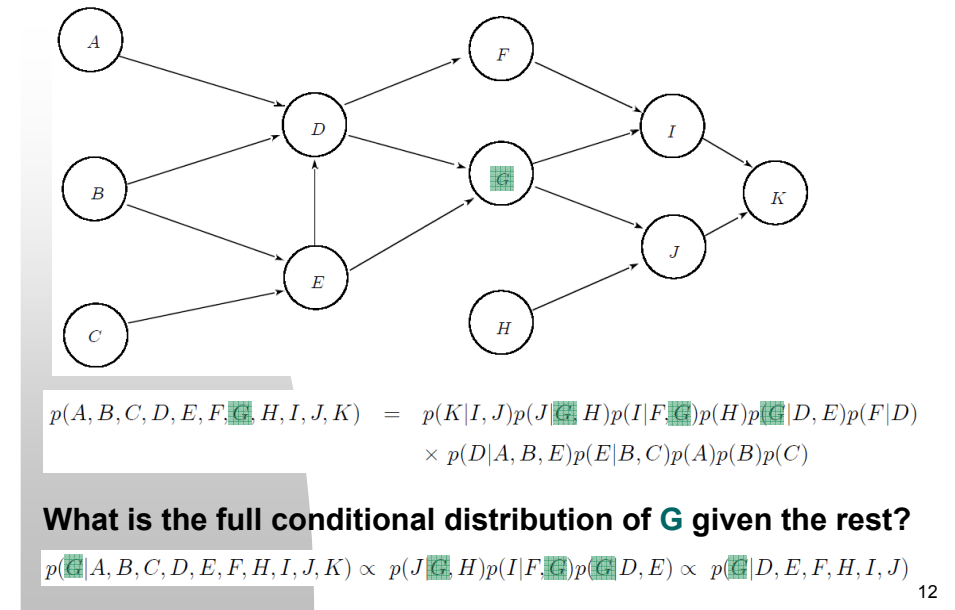 A
F
D
I
B
G
K
E
J
C
H
p(A, B, C, D, E, F, G, H, I, J, K) = p(K|I, J)p(J|G, H)p(I|F, G)p(H)p(G|D, E)p(F|D)
× p(D|A, B, E)p(E|B, C)p(A)p(B)p(C)
What is the full conditional distribution of G given the rest?
p(G|A, B, C, D, E, F, H, I, J, K) ∝ p(J|G, H)p(I|F, G)p(G|D, E) ∝ p(G|D, E, F, H, I, J)
12